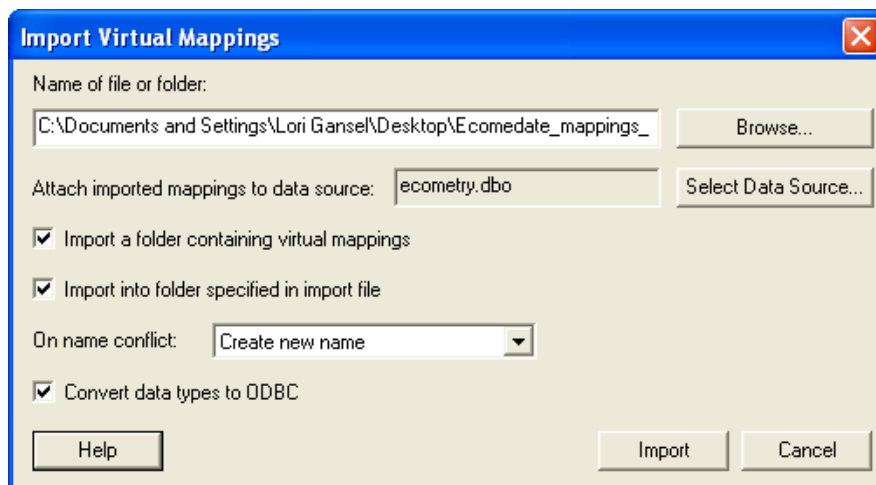 Import Virtual Mappings
Name of file or folder:
C:\Documents and Settings\Lori Gansel\Desktop\Ecomedate_mappings_
Browse...
Attach imported mappings to data source:
ecometry.dbo
Select Data Source...
Import a folder containing virtual mappings
Import into folder specified in import file
On name conflict:
Create new name
Convert data types to ODBC
Help
Import
Cancel